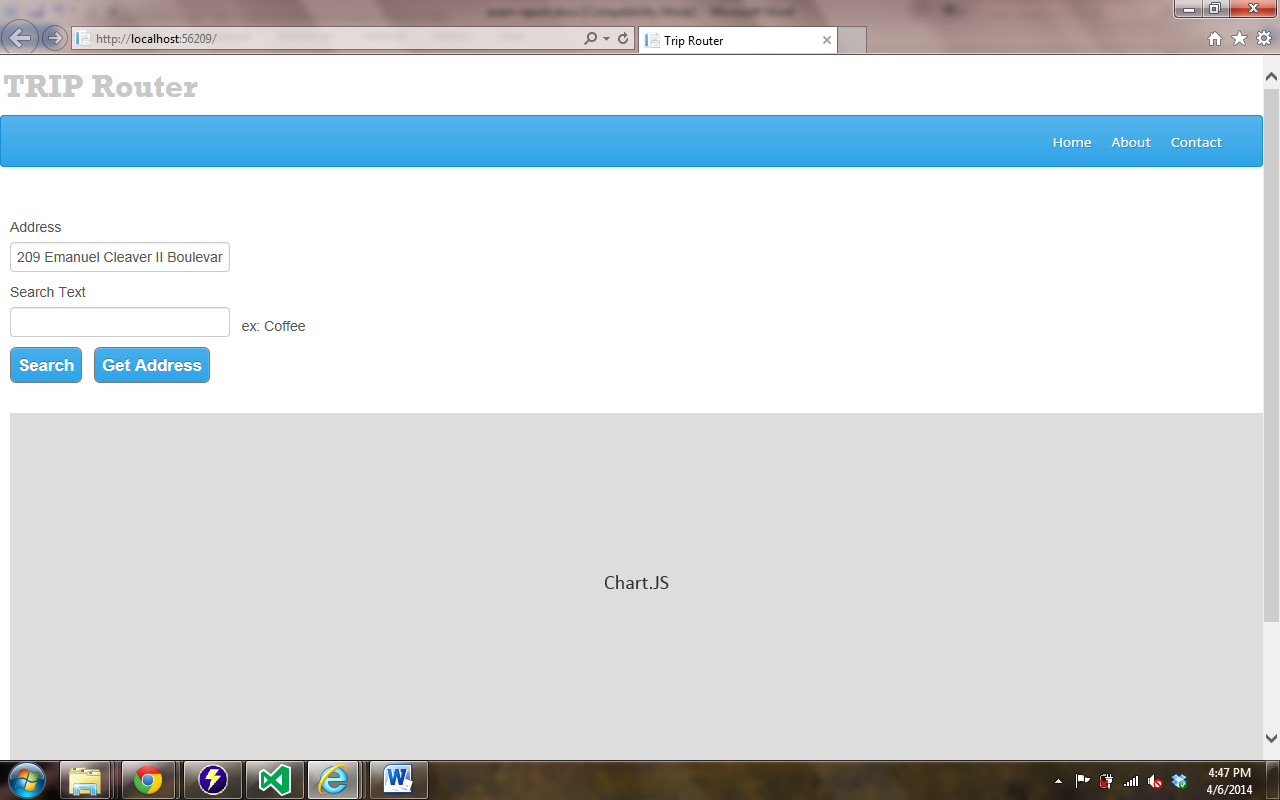 http://localhost:56209/
Trip Router
TRIP Router
Home About Contact
Address
209 Emanuel Cleaver II Boulevar
Search Text
ex: Coffee
Search Get Address
Chart.JS
4:47 PM
4/6/2014